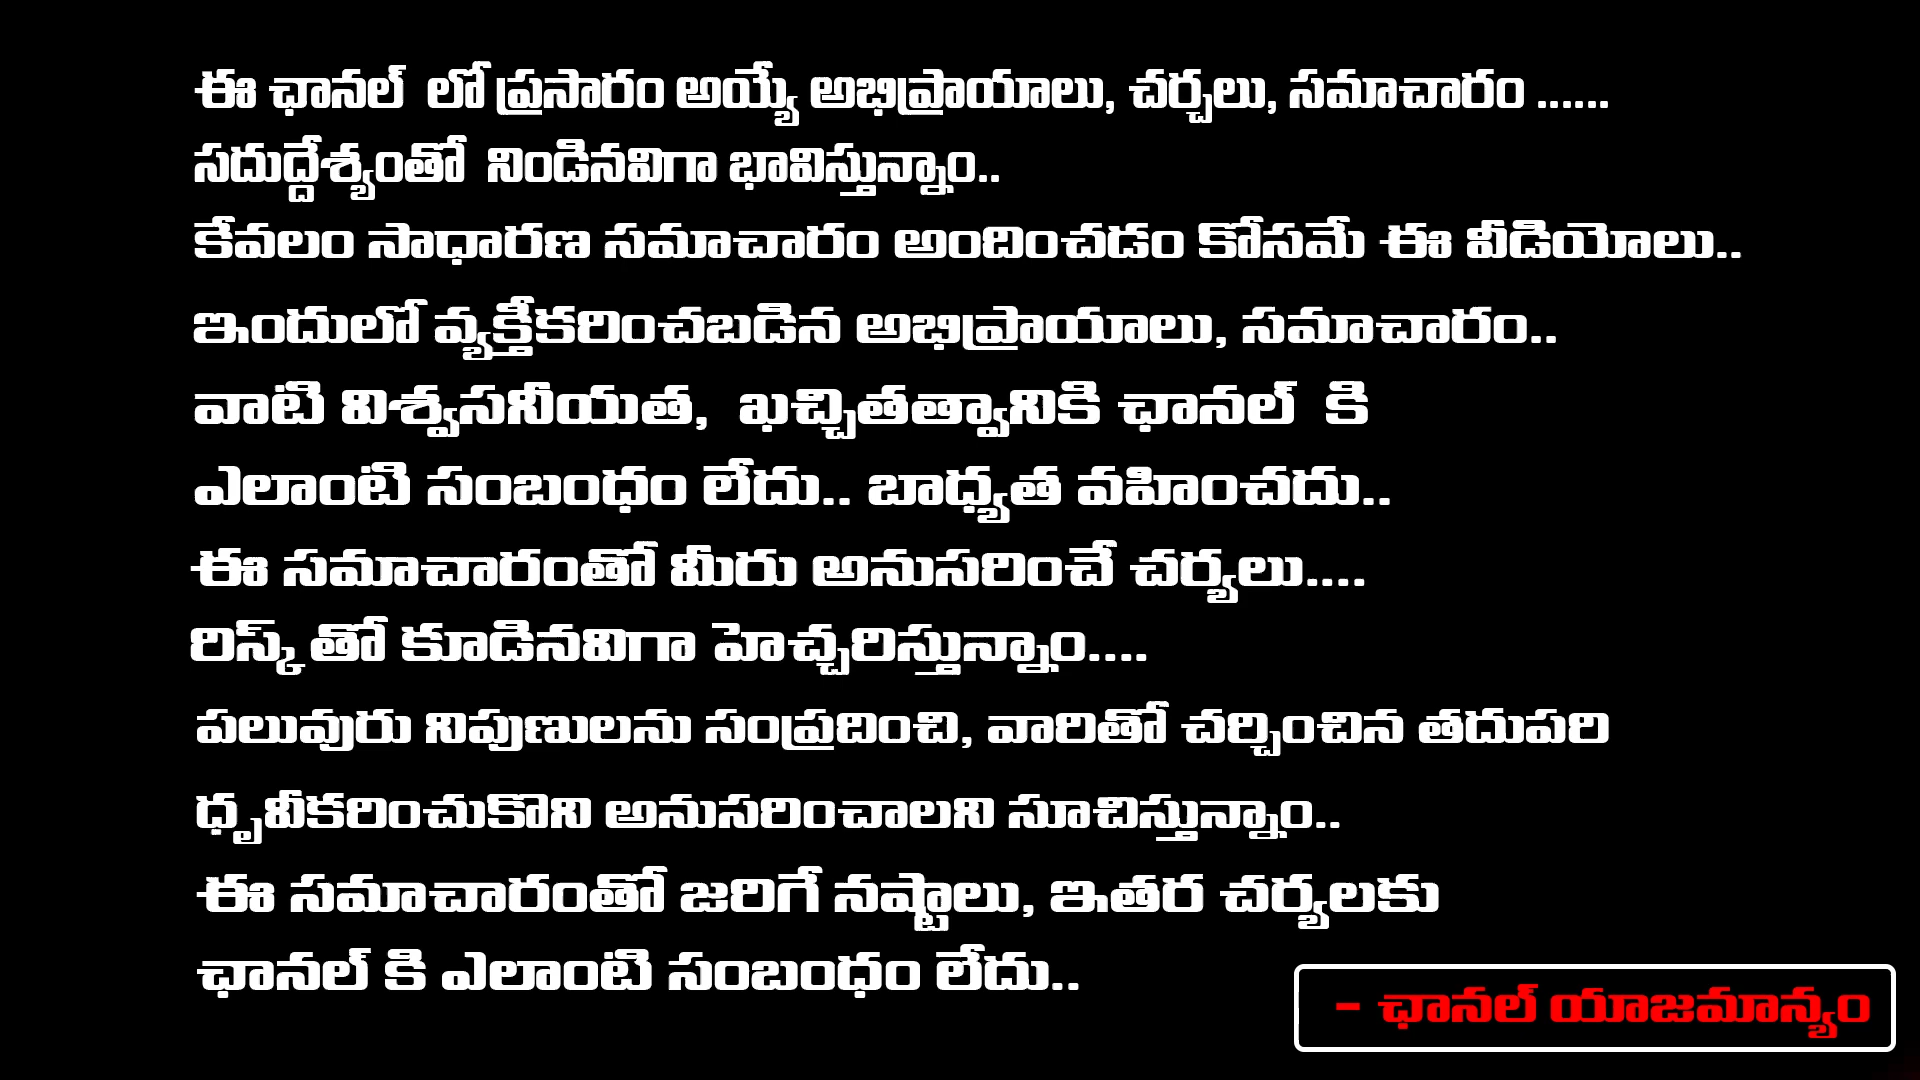 ఈ ఛానల్ లో ప్రసారం అయ్యే అభిప్రాయాలు, చర్చలు, సమాచారం ......
సదుద్దేశ్యంతో నిండినవిగా భావిస్తున్నాం..
కేవలం సాధారణ సమాచారం అందించడం కోసమే ఈ వీడియోలు..
ఇందులో వ్యక్తీకరించబడిన అభిప్రాయాలు, సమాచారం..
వాటి విశ్వసనీయత, ఖచ్చితత్వానికి ఛానల్ కి
ఎలాంటి సంబంధం లేదు.. బాధ్యత వహించదు..
ఈ సమాచారంతో మీరు అనుసరించే చర్యలు....
రిస్క్ తో కూడినవిగా హెచ్చరిస్తున్నాం....
పలువురు నిపుణులను సంప్రదించి, వారితో చర్చించిన తదుపరి
ధృవీకరించుకొని అనుసరించాలని సూచిస్తున్నాం..
ఈ సమాచారంతో జరిగే నష్టాలు, ఇతర చర్యలకు
ఛానల్ కి ఎలాంటి సంబంధం లేదు..
- ఛానల్ యాజమాన్యం